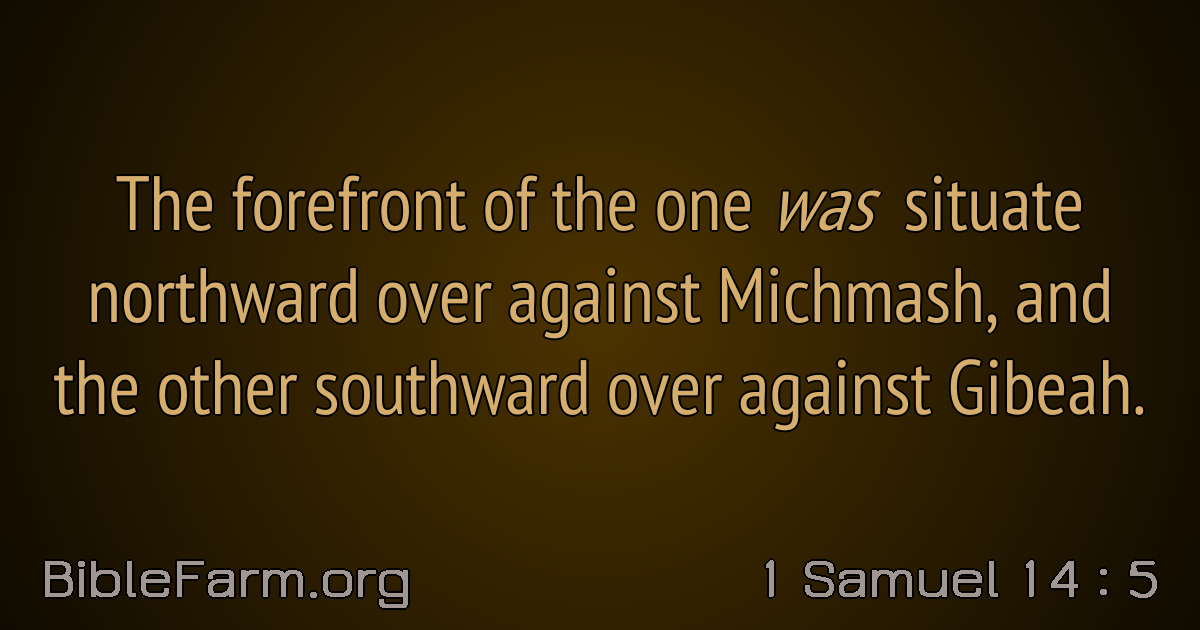 The forefront of the one was situate
northward over against Michmash, and
the other southward over against Gibeah.
BibleFarm.org 1 Samuel 14 : 5